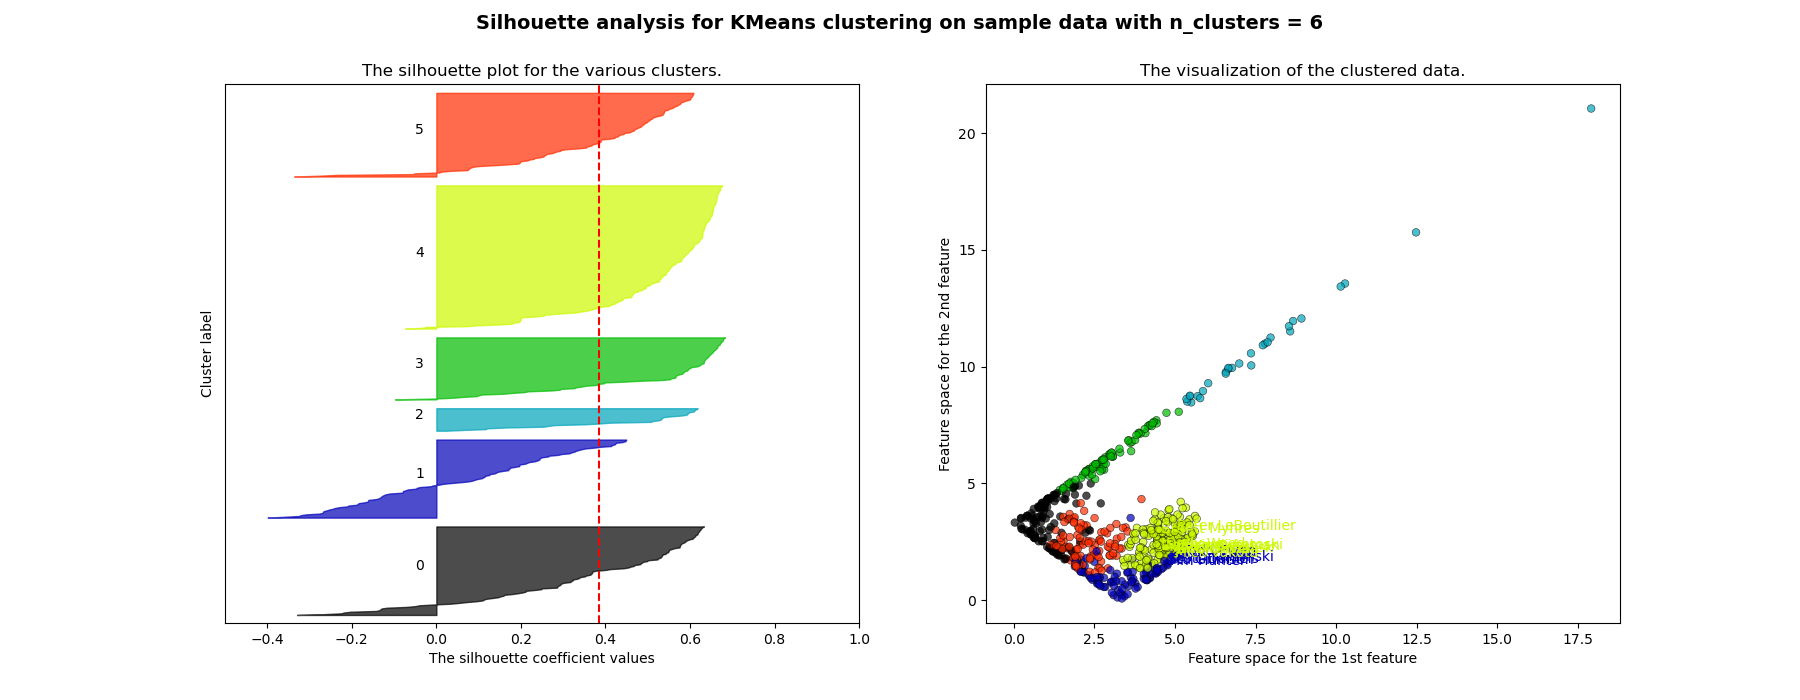 Silhouette analysis for KMeans clustering on sample data with n_clusters = 6
The silhouette plot for the various clusters.
Cluster label
5
4
3
2
1
0
−0.4 −0.2 0.0 0.2 0.4 0.6 0.8 1.0
The silhouette coefficient values
The visualization of the clustered data.
Feature space for the 2nd feature
20
15
10
5
0
LeBoutillier
Hunter
0.0 2.5 5.0 7.5 10.0 12.5 15.0 17.5
Feature space for the 1st feature